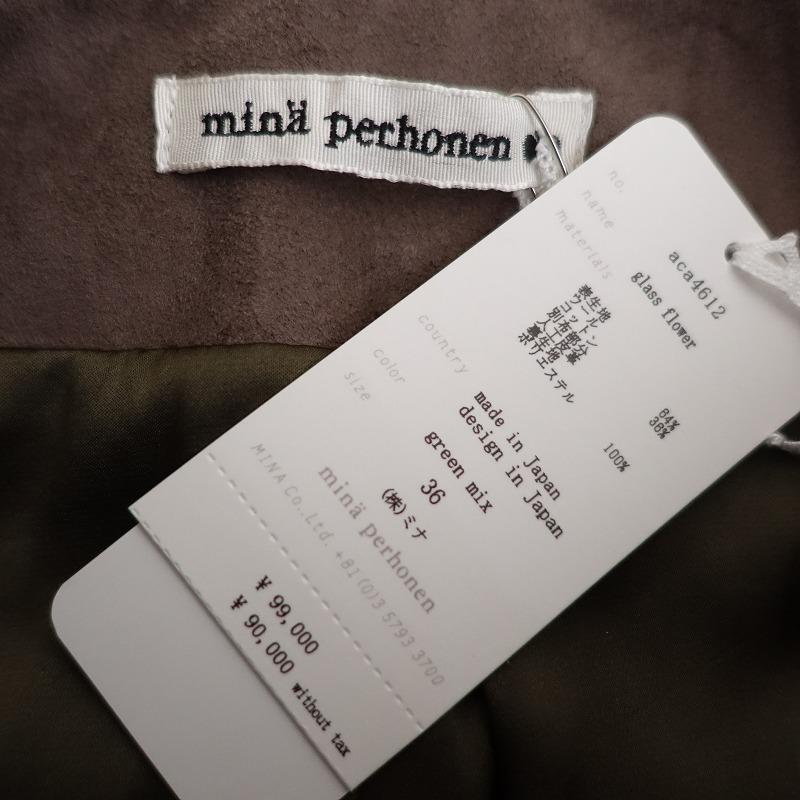 minä perhonen
no. aca4612
name glass flower
materials
表生地
ウール 64%
コットン 36%
別布部分
人工皮革
裏生地
ポリエステル 100%
country made in Japan
design in Japan
color green mix
size 36
(株)ミナ
minä perhonen
MINA Co.,Ltd. +81(0)3 5793 3700
¥ 99,000
¥ 90,000 without tax